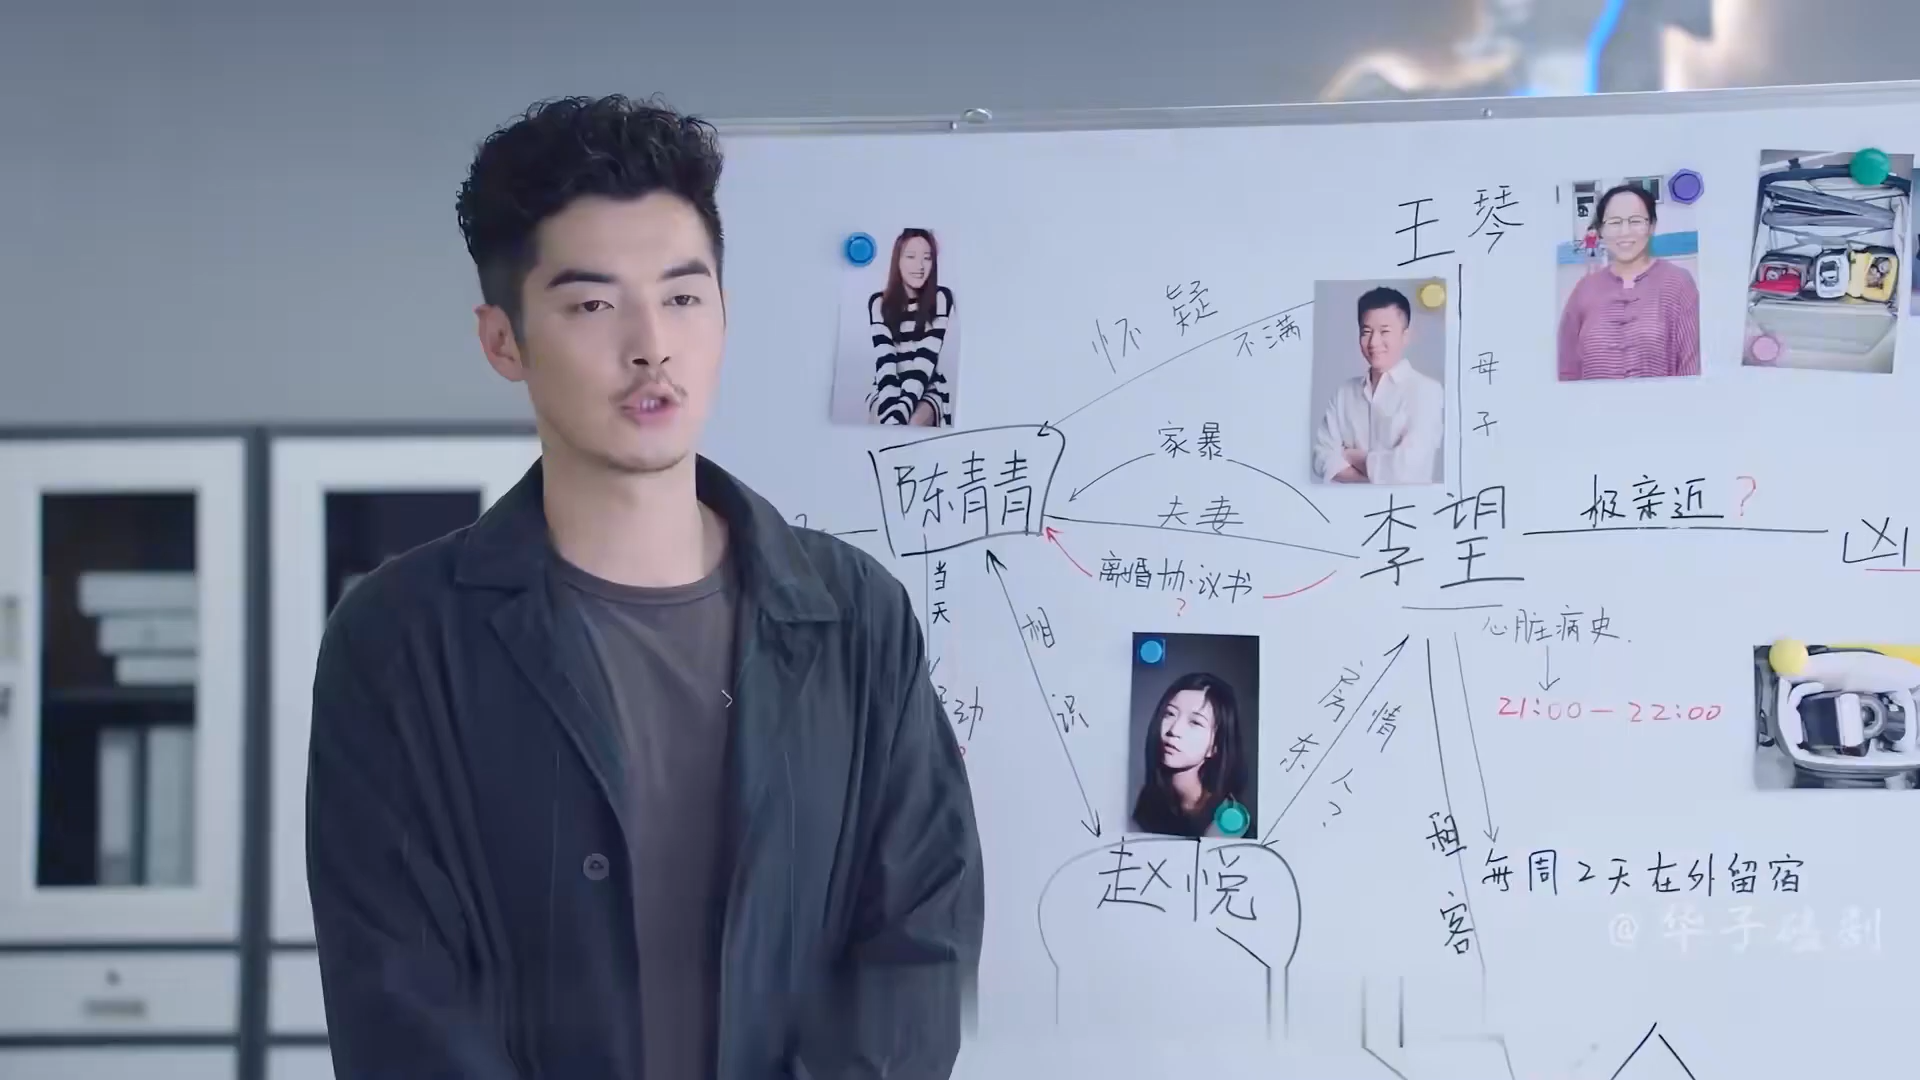 王琴
怀疑
不满
母子
家暴
陈青青
夫妻
李望
极亲近?
离婚协议书
?
当天
动
相识
心脏病史.
21:00-22:00
房东
情人?
租客
赵悦
每周2天在外留宿
@华子磕剧